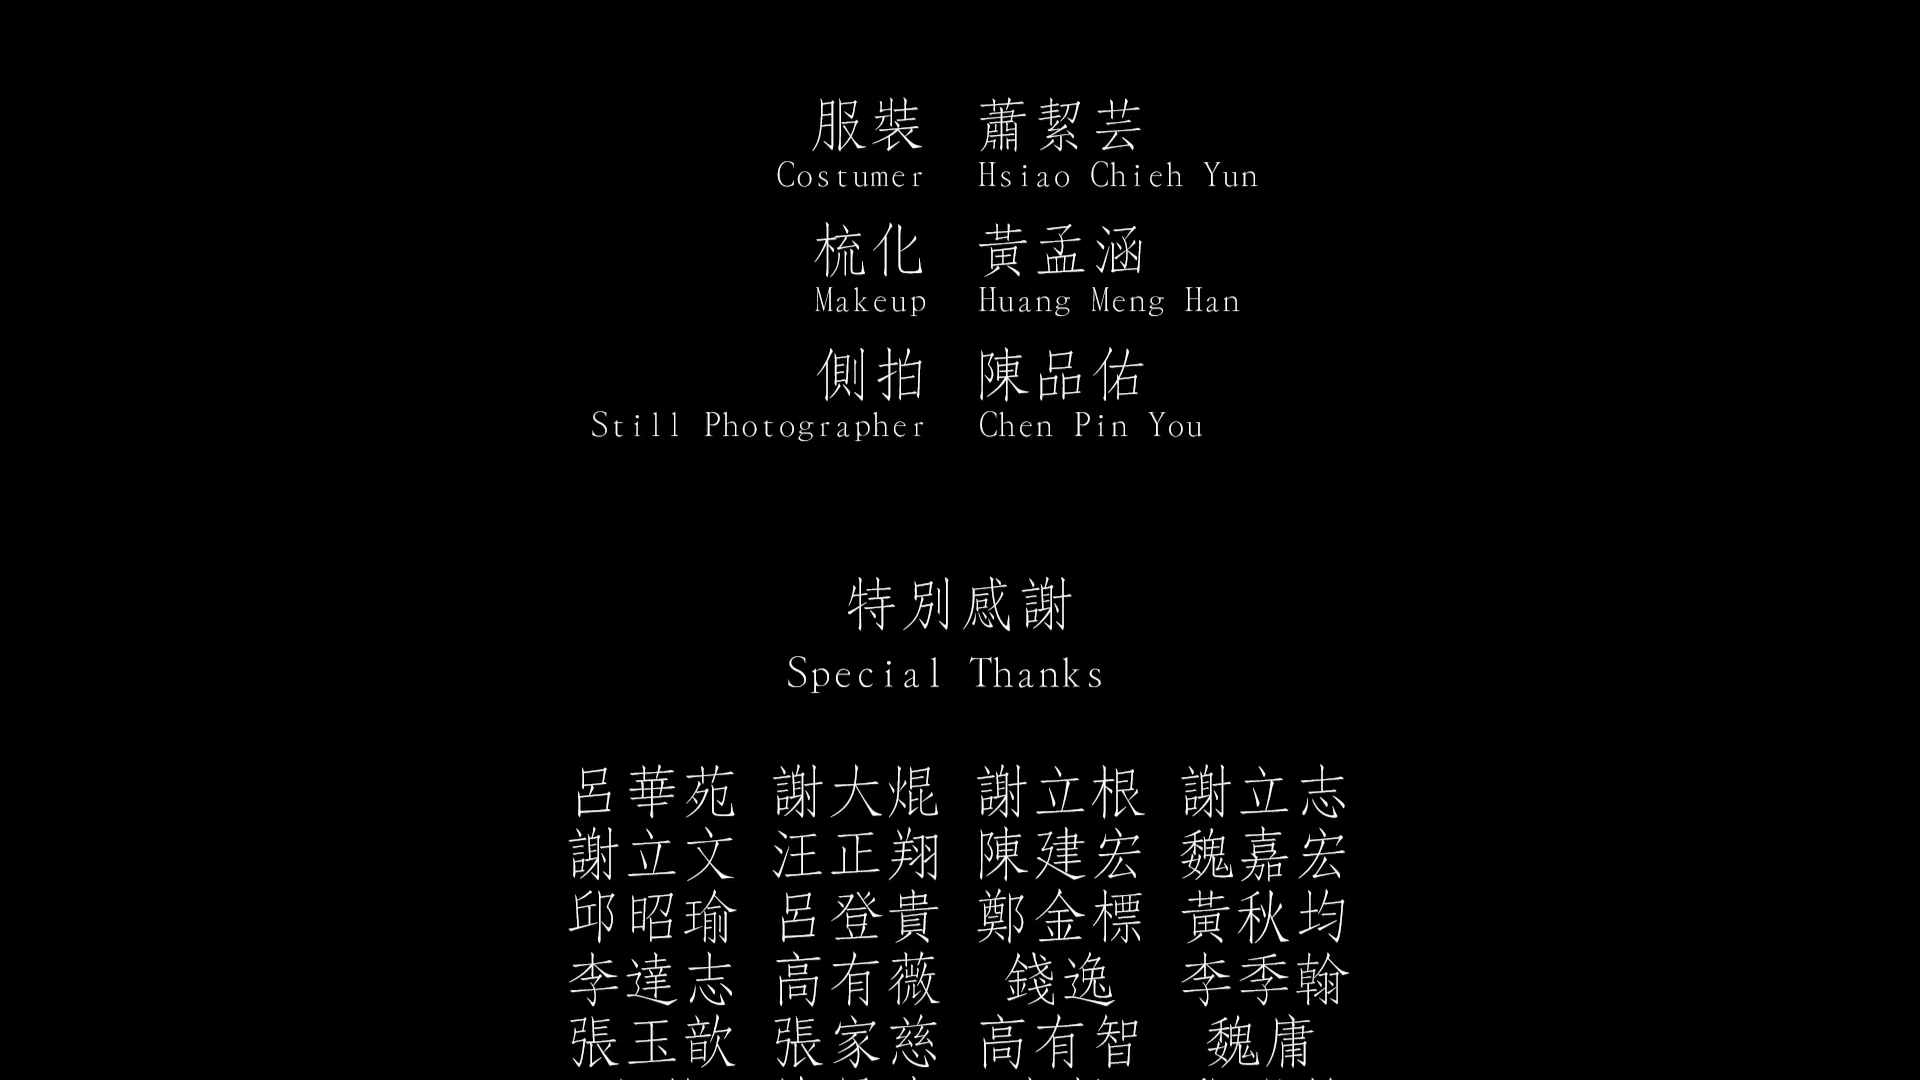 服裝 蕭絜芸
Costumer Hsiao Chieh Yun
梳化 黃孟涵
Makeup Huang Meng Han
側拍 陳品佑
Still Photographer Chen Pin You
特別感謝
Special Thanks
呂華苑 謝大焜 謝立根 謝立志
謝立文 汪正翔 陳建宏 魏嘉宏
邱昭瑜 呂登貴 鄭金標 黃秋均
李達志 高有薇 錢逸 李季翰
張玉歆 張家慈 高有智 魏庸